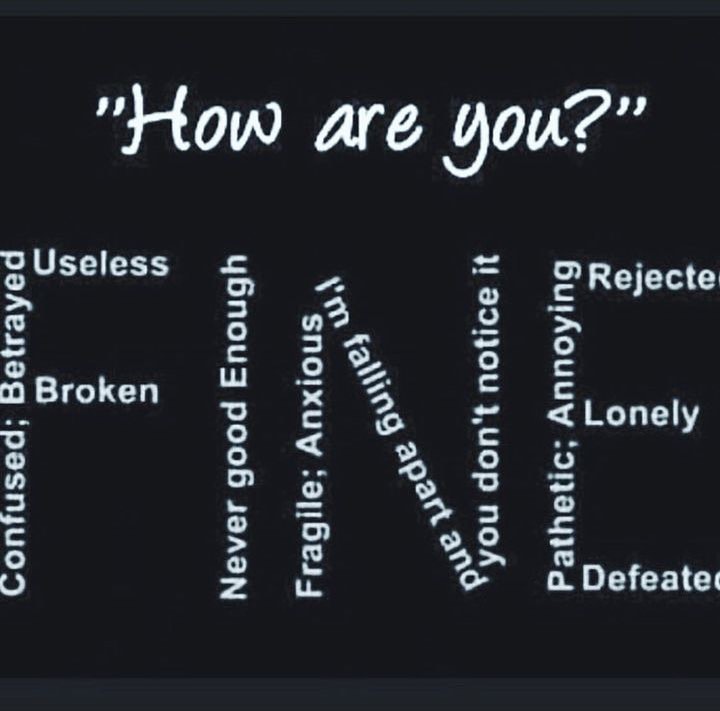 "How are you?"
Confused; Betrayed
Useless
Broken
Never good Enough
Fragile; Anxious
I'm falling apart and
you don't notice it
Pathetic; Annoying
Rejecte
Lonely
Defeated